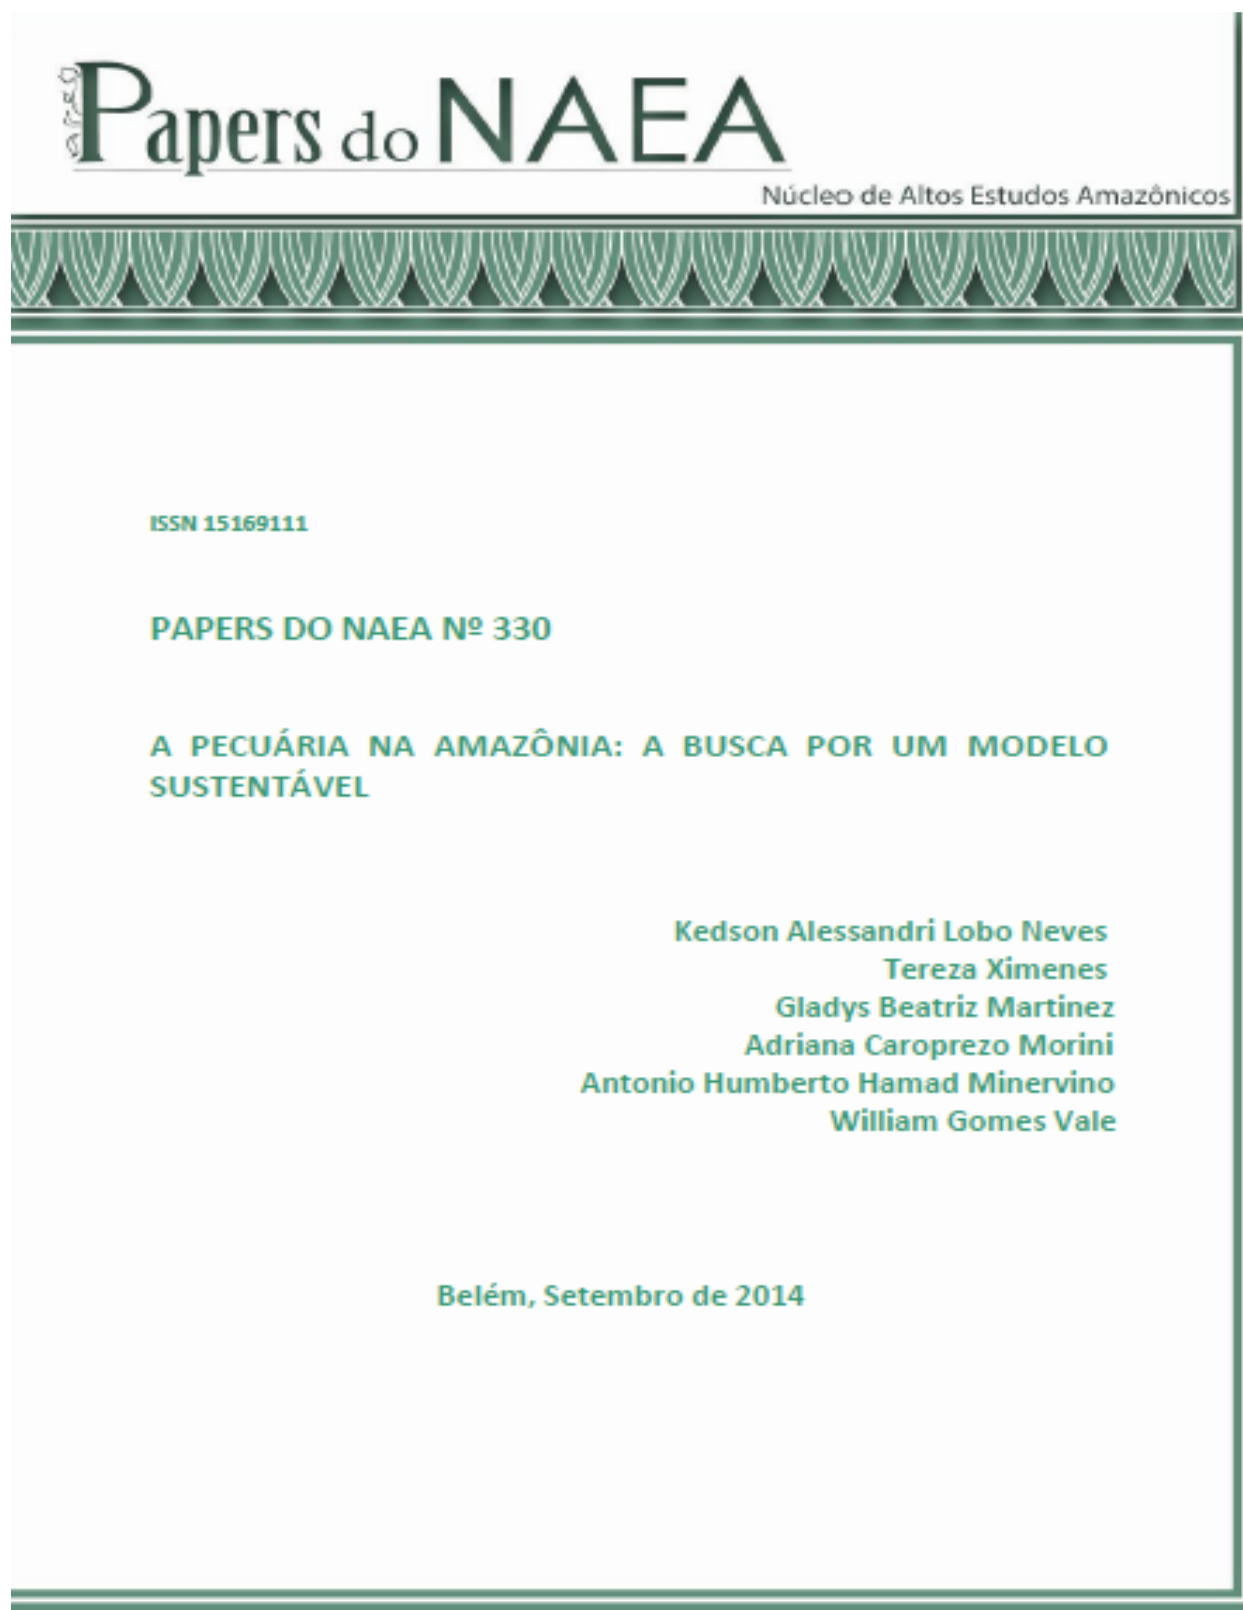 Papers do NAEA
Núcleo de Altos Estudos Amazônicos
ISSN 15169111
PAPERS DO NAEA Nº 330
A PECUÁRIA NA AMAZÔNIA: A BUSCA POR UM MODELO
SUSTENTÁVEL
Kedson Alessandri Lobo Neves
Tereza Ximenes
Gladys Beatriz Martinez
Adriana Caroprezo Morini
Antonio Humberto Hamad Minervino
William Gomes Vale
Belém, Setembro de 2014